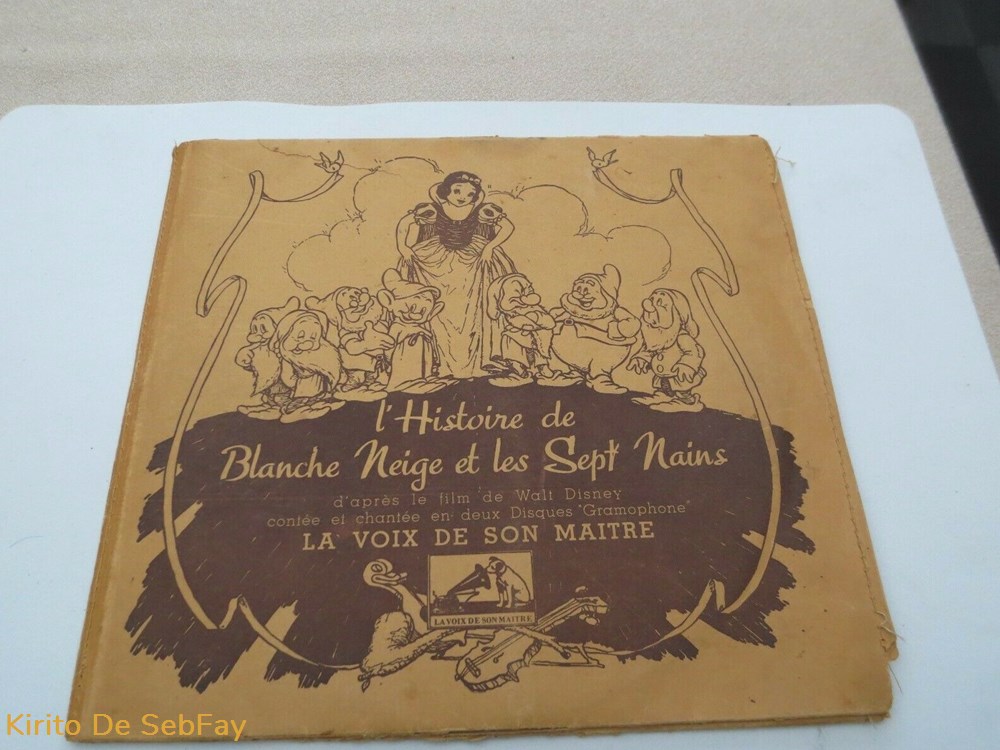 l'Histoire de
Blanche Neige et les Sept Nains
d'après le film de Walt Disney
contée et chantée en deux Disques "Gramophone"
LA VOIX DE SON MAITRE
LA VOIX DE SON MAITRE
Kirito De SebFay